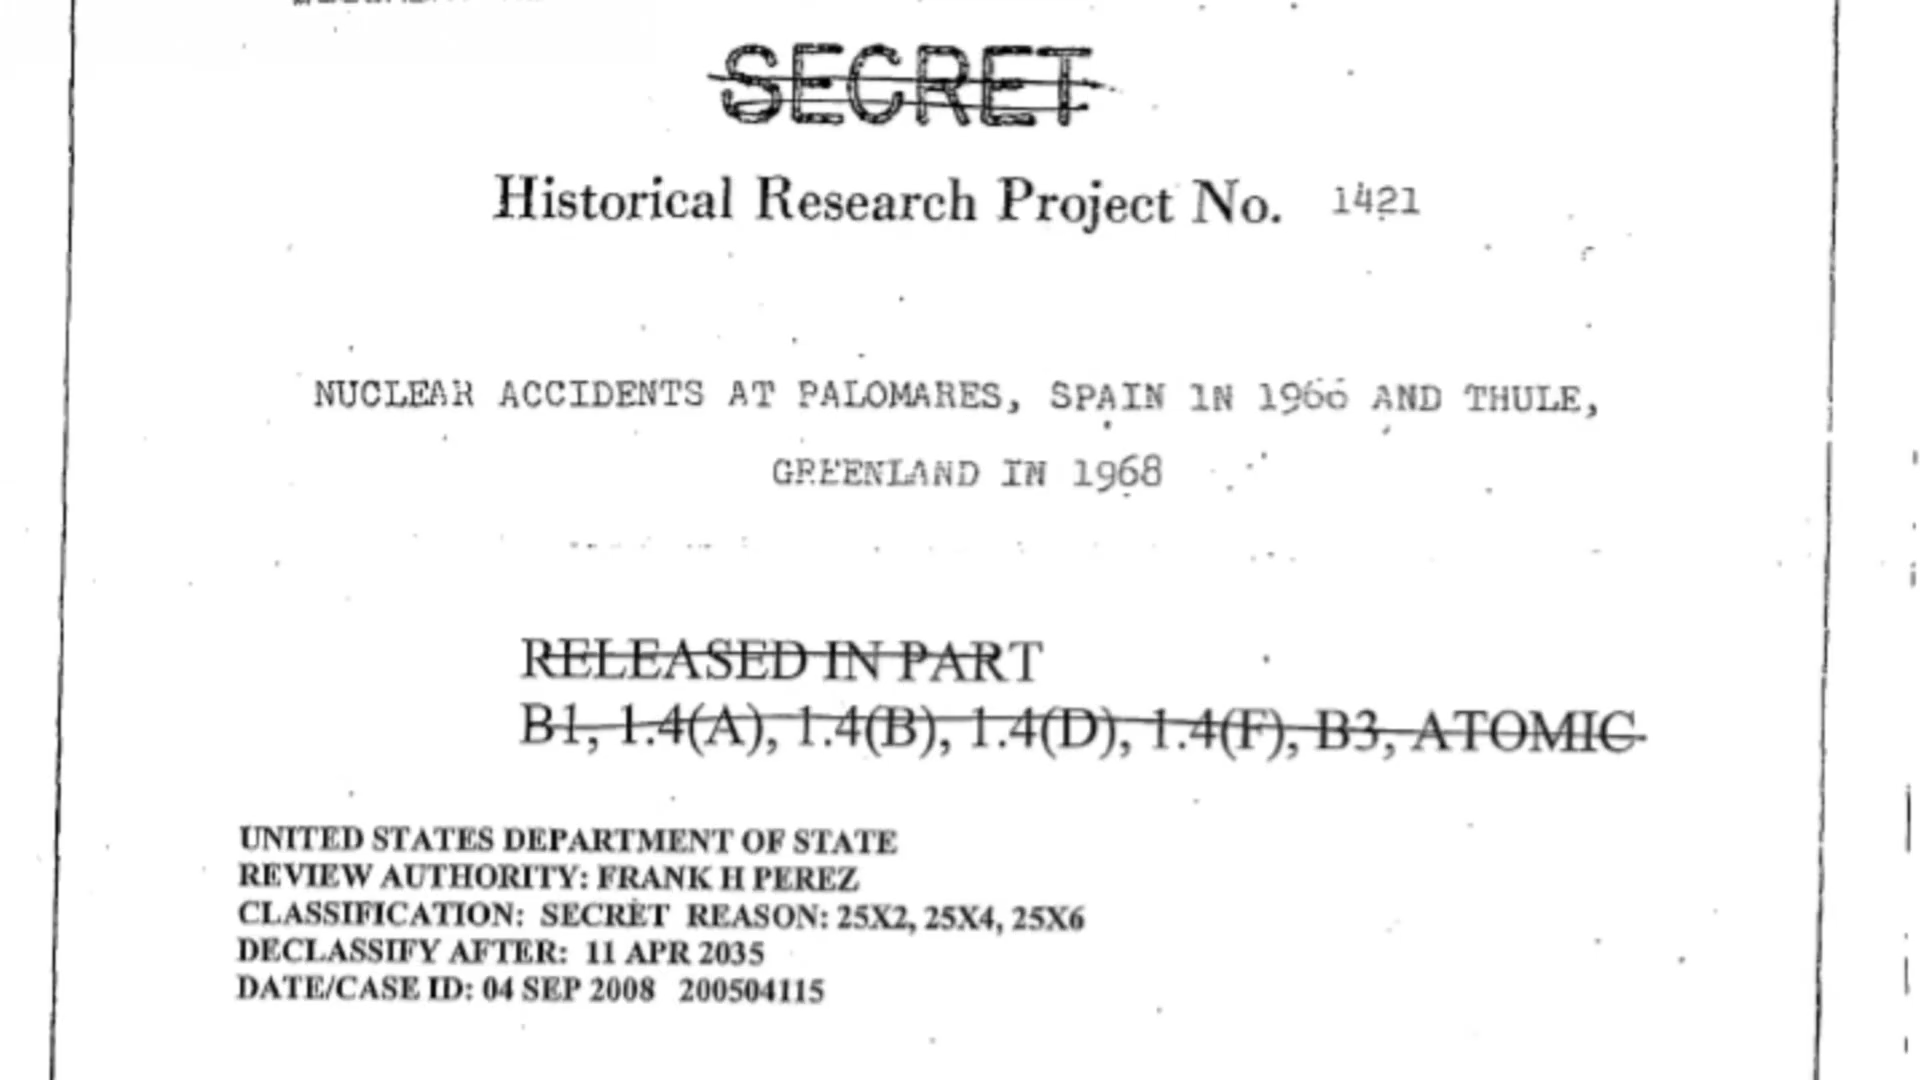 SECRET
Historical Research Project No. 1421
NUCLEAR ACCIDENTS AT PALOMARES, SPAIN IN 1966 AND THULE,
GREENLAND IN 1968
RELEASED IN PART
B1, 1.4(A), 1.4(B), 1.4(D), 1.4(F), B3, ATOMIC
UNITED STATES DEPARTMENT OF STATE
REVIEW AUTHORITY: FRANK H PEREZ
CLASSIFICATION: SECRET REASON: 25X2, 25X4, 25X6
DECLASSIFY AFTER: 11 APR 2035
DATE/CASE ID: 04 SEP 2008 200504115